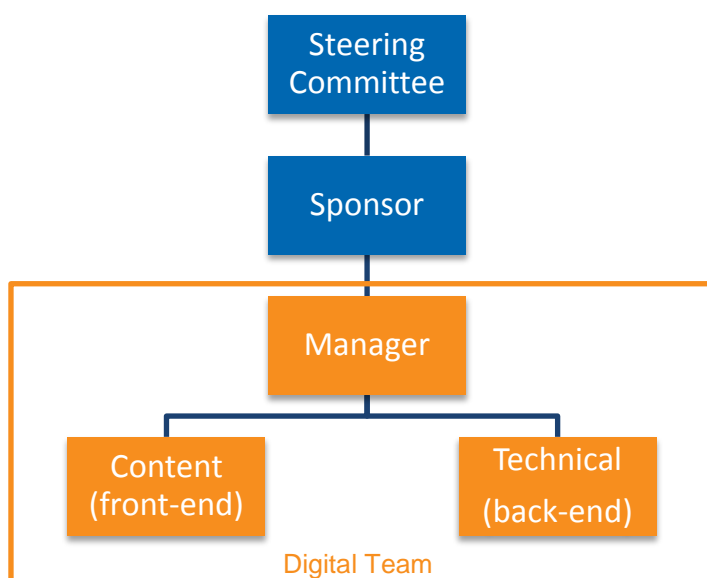 Steering
Committee
Sponsor
Manager
Content
(front-end)
Technical
(back-end)
Digital Team